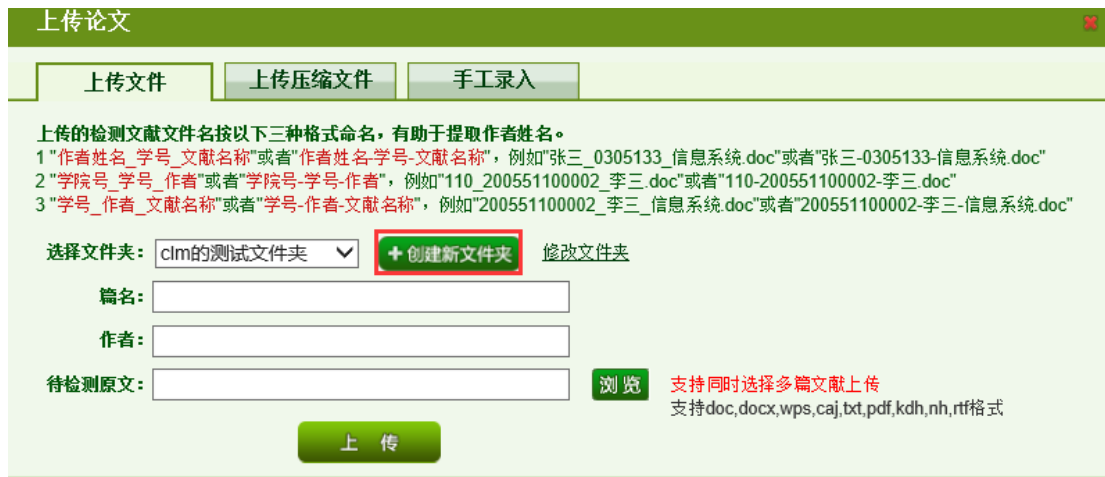 上传论文
上传文件 上传压缩文件 手工录入
上传的检测文献文件名按以下三种格式命名，有助于提取作者姓名。
1 "作者姓名_学号_文献名称"或者"作者姓名-学号-文献名称"，例如"张三_0305133_信息系统.doc"或者"张三-0305133-信息系统.doc"
2 "学院号_学号_作者"或者"学院号-学号-作者"，例如"110_200551100002_李三.doc"或者"110-200551100002-李三.doc"
3 "学号_作者_文献名称"或者"学号-作者-文献名称"，例如"200551100002_李三_信息系统.doc"或者"200551100002-李三-信息系统.doc"
选择文件夹： clm的测试文件夹 +创建新文件夹 修改文件夹
篇名：
作者：
待检测原文： 浏览 支持同时选择多篇文献上传
支持doc,docx,wps,caj,txt,pdf,kdh,nh,rtf格式
上 传